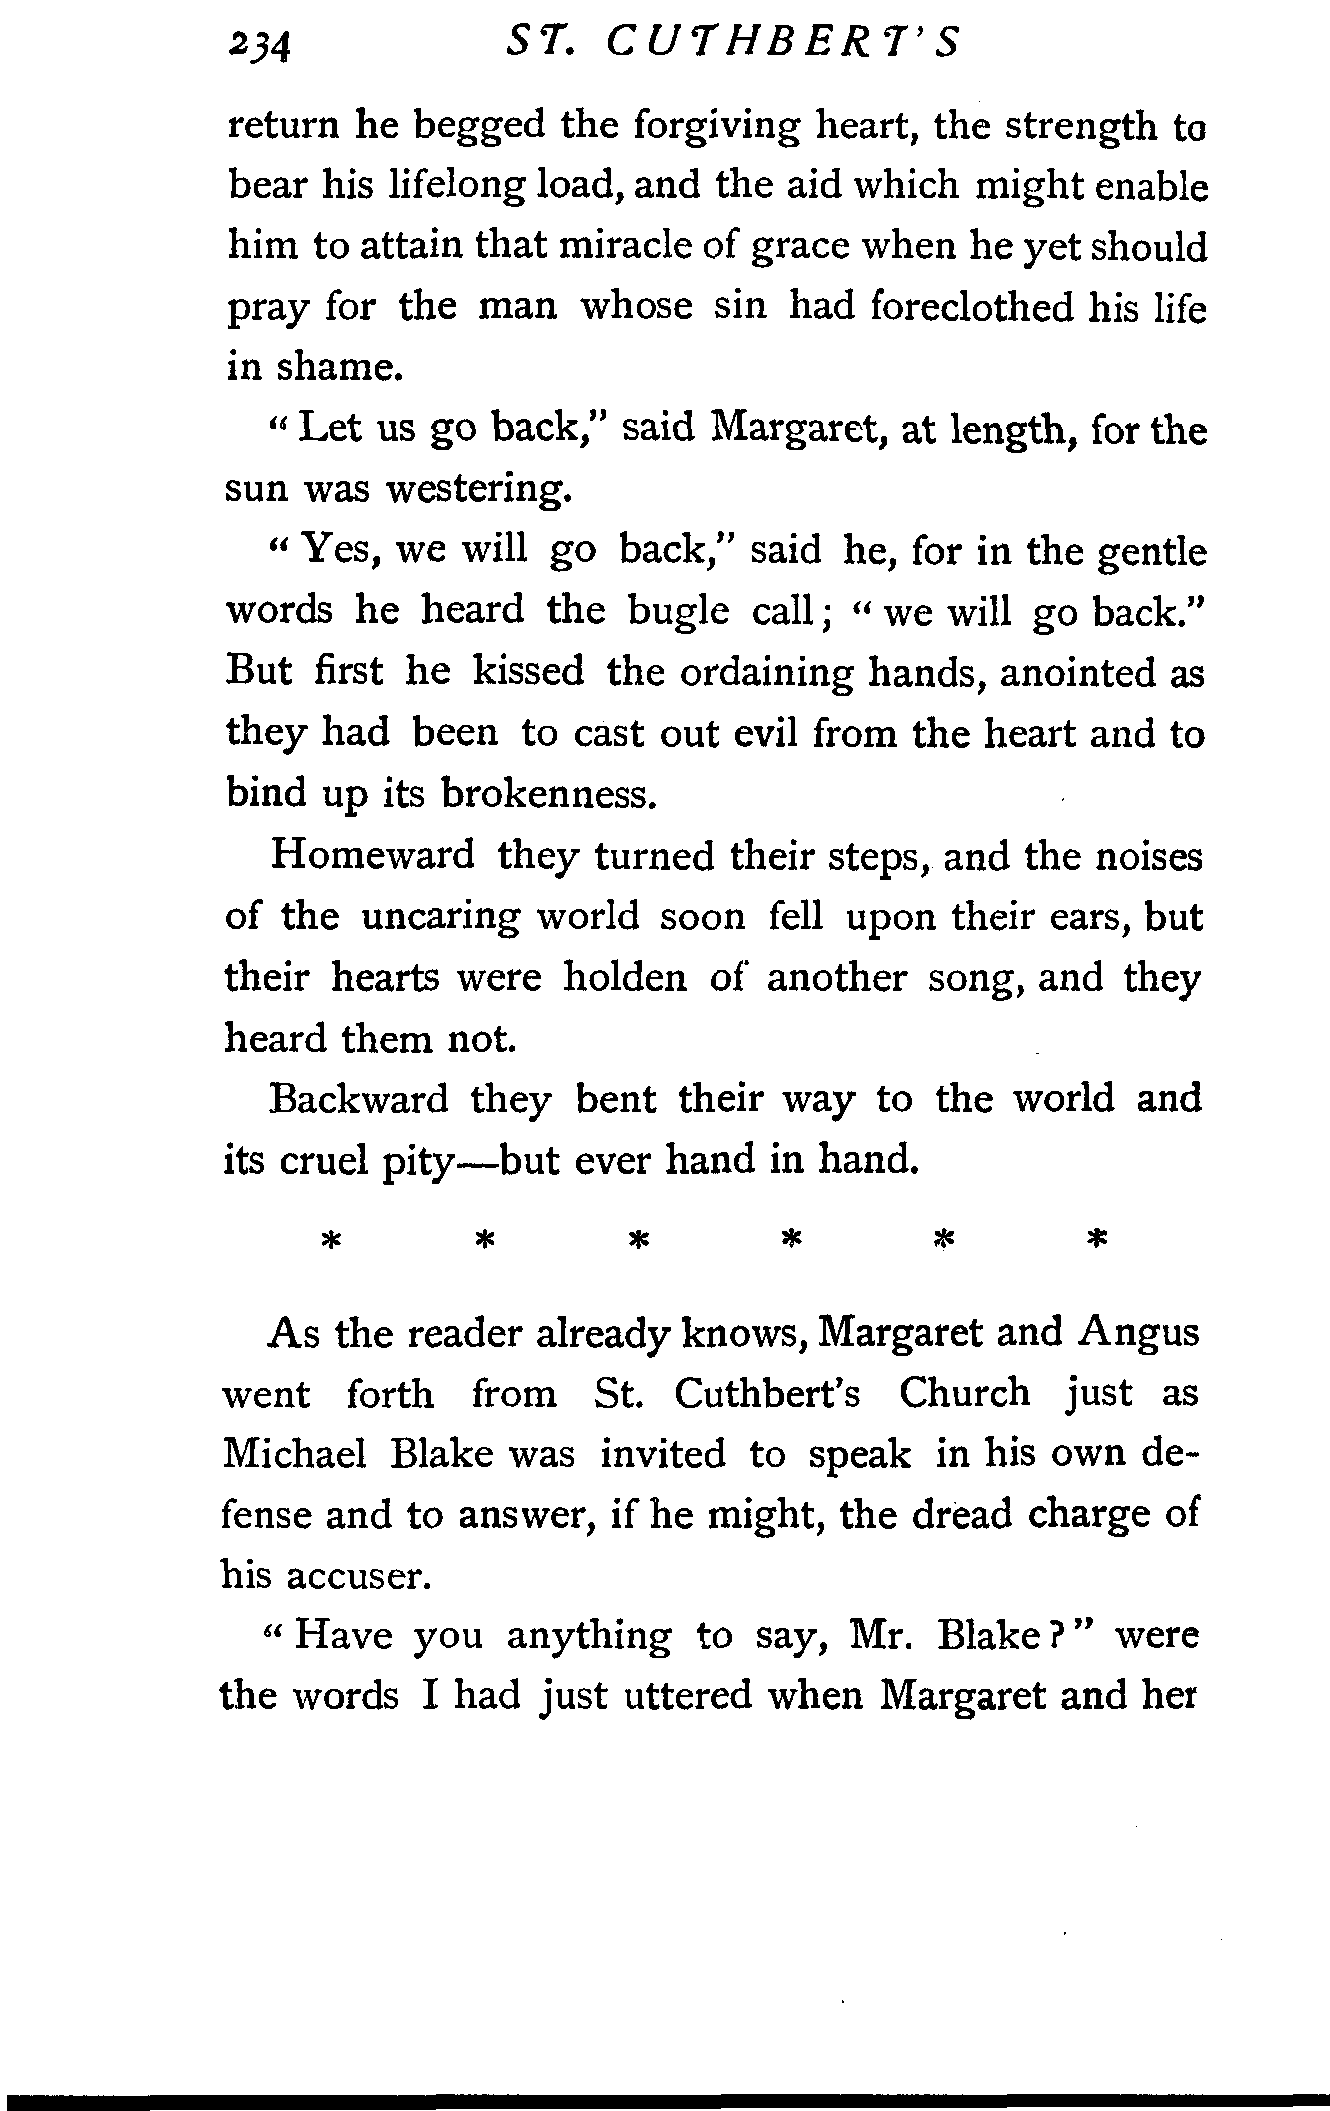 234 ST. CUTHBERT'S
return he begged the forgiving heart, the strength to
bear his lifelong load, and the aid which might enable
him to attain that miracle of grace when he yet should
pray for the man whose sin had foreclothed his life
in shame.
" Let us go back," said Margaret, at length, for the
sun was westering.
" Yes, we will go back," said he, for in the gentle
words he heard the bugle call; " we will go back."
But first he kissed the ordaining hands, anointed as
they had been to cast out evil from the heart and to
bind up its brokenness.
Homeward they turned their steps, and the noises
of the uncaring world soon fell upon their ears, but
their hearts were holden of another song, and they
heard them not.
Backward they bent their way to the world and
its cruel pity—but ever hand in hand.
* * * * * *
As the reader already knows, Margaret and Angus
went forth from St. Cuthbert's Church just as
Michael Blake was invited to speak in his own de-
fense and to answer, if he might, the dread charge of
his accuser.
" Have you anything to say, Mr. Blake?" were
the words I had just uttered when Margaret and her